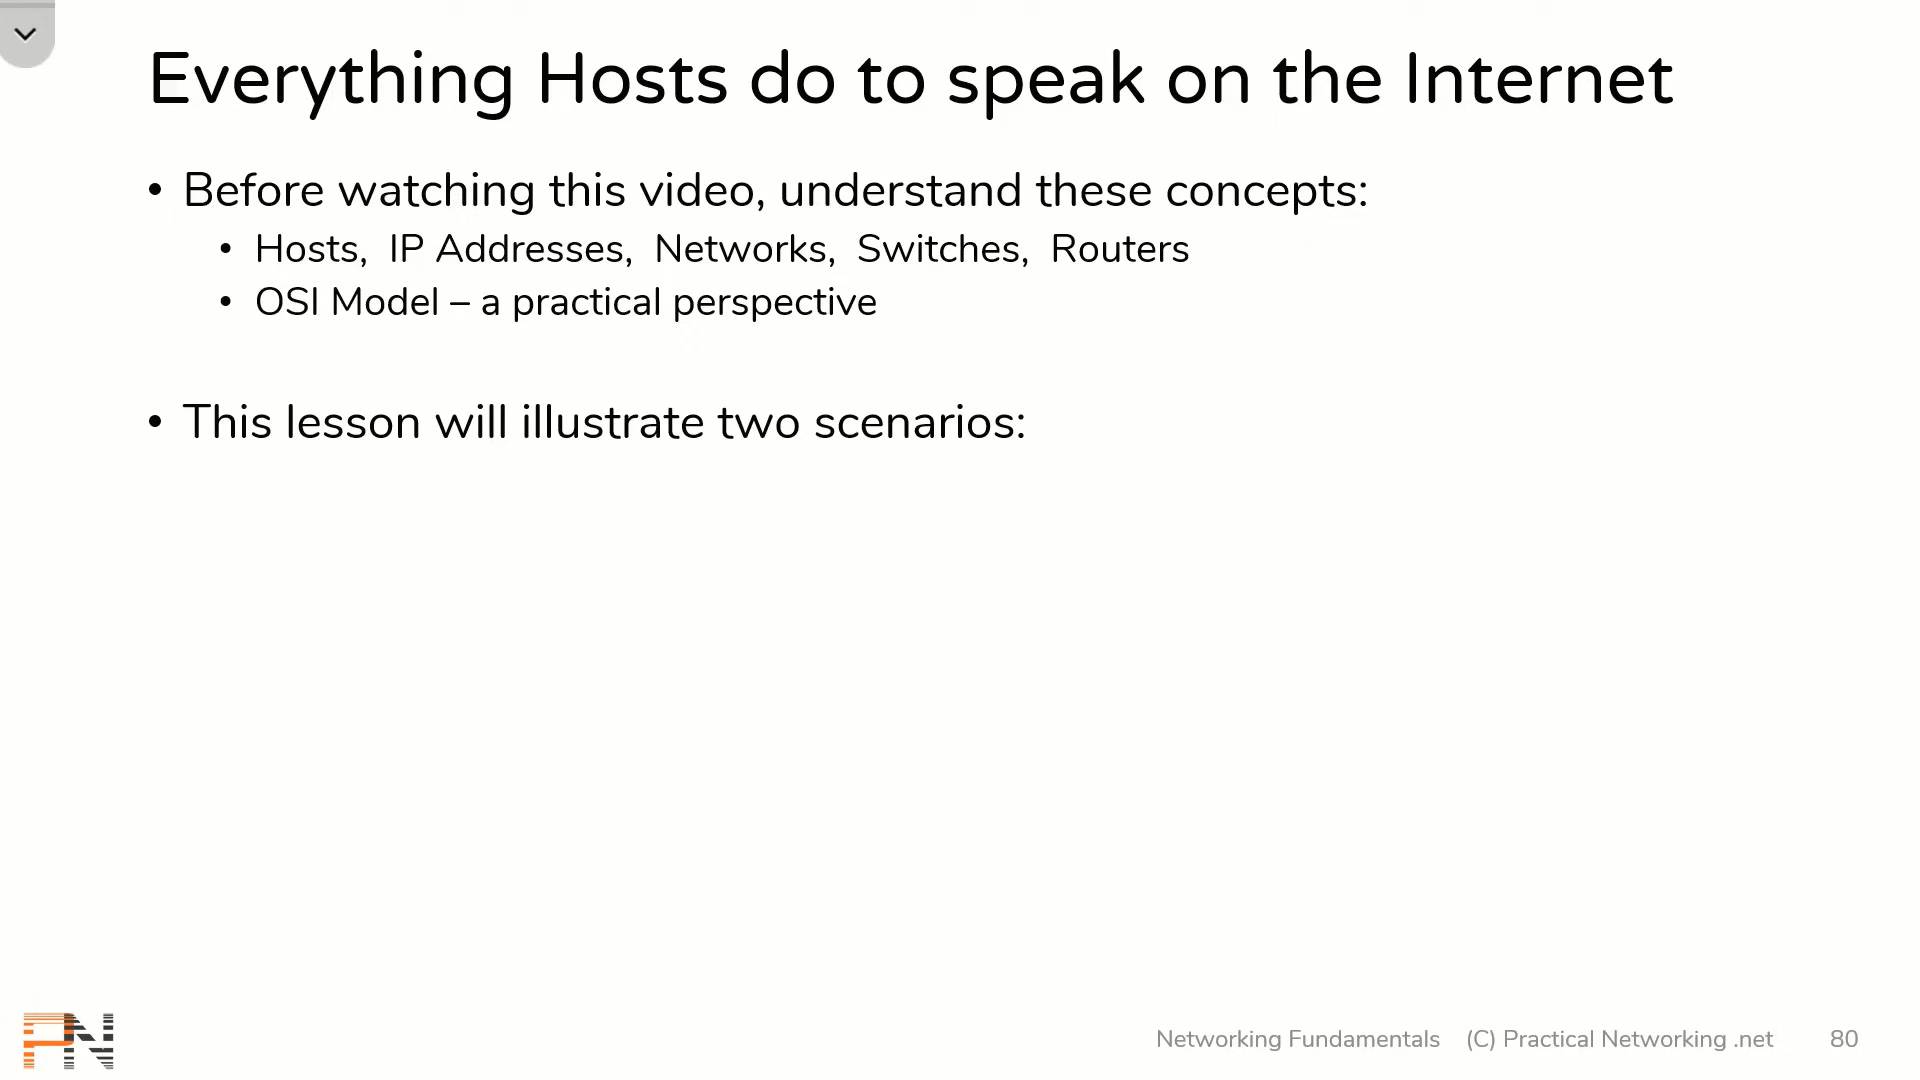 Everything Hosts do to speak on the Internet
• Before watching this video, understand these concepts:
• Hosts, IP Addresses, Networks, Switches, Routers
• OSI Model – a practical perspective
• This lesson will illustrate two scenarios:
PN
Networking Fundamentals (C) Practical Networking .net 80